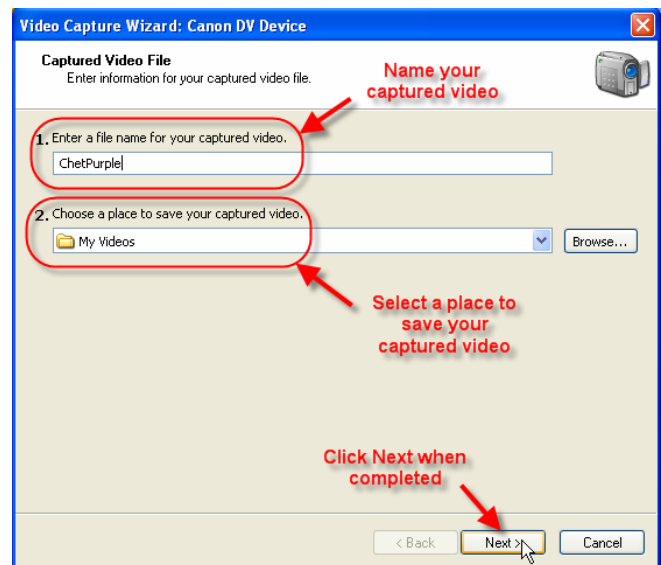 Video Capture Wizard: Canon DV Device
Captured Video File
Enter information for your captured video file.
Name your
captured video
1. Enter a file name for your captured video.
ChetPurple
2. Choose a place to save your captured video.
My Videos
Browse...
Select a place to
save your
captured video
Click Next when
completed
< Back
Next >
Cancel